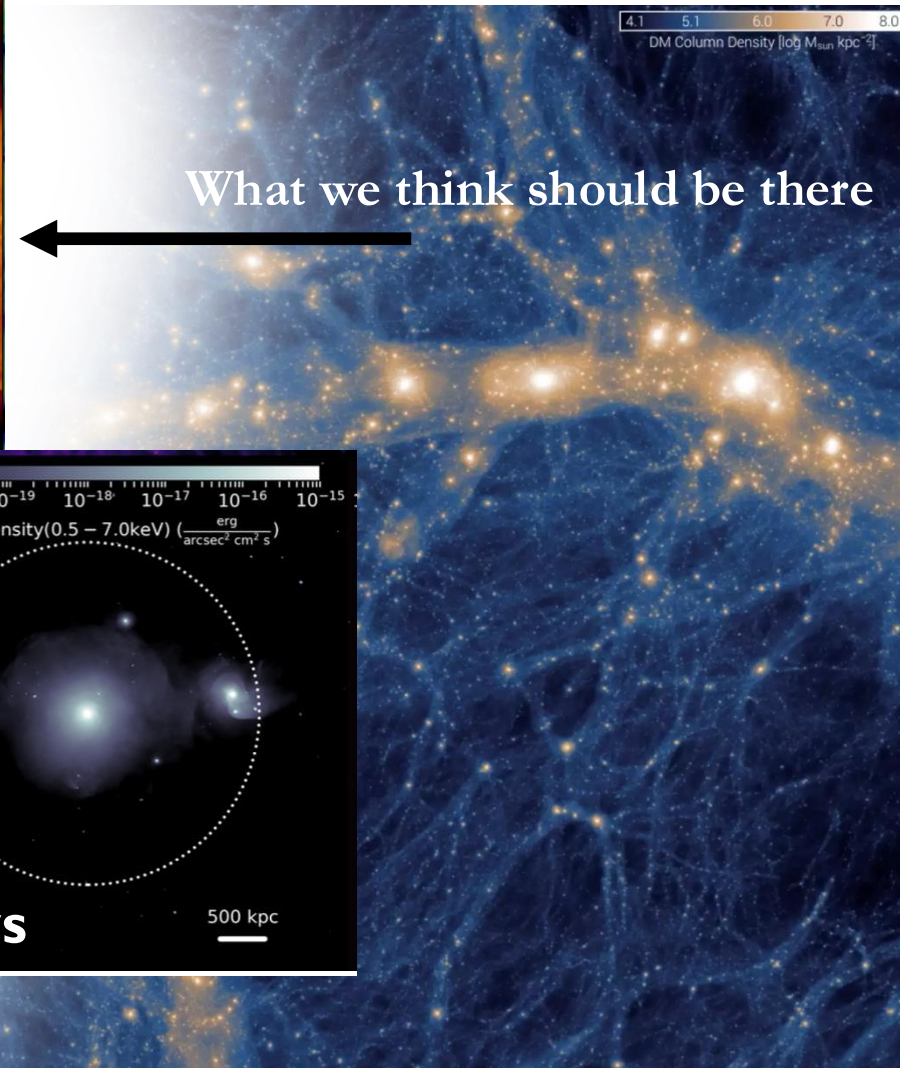 4.1 5.1 6.0 7.0 8.0
DM Column Density [log M_sun kpc^-2]
What we think should be there
10^-18 10^-17 10^-16 10^-15
(0.5 − 7.0keV) (erg / arcsec² cm² s)
500 kpc